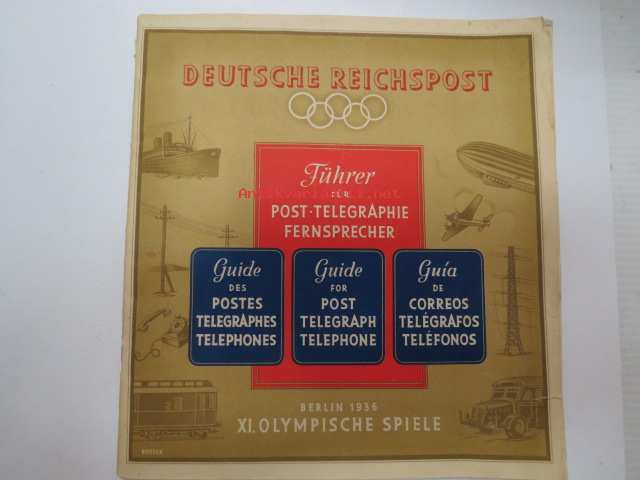 DEUTSCHE REICHSPOST
Führer
FÜR
POST-TELEGRAPHIE
FERNSPRECHER
Guide
DES
POSTES
TELEGRAPHES
TELEPHONES
Guide
FOR
POST
TELEGRAPH
TELEPHONE
Guía
DE
CORREOS
TELÉGRAFOS
TELÉFONOS
BERLIN 1936
XI. OLYMPISCHE SPIELE